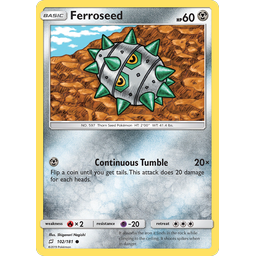 BASIC Ferroseed HP60
NO. 597 Thorn Seed Pokémon HT: 2'00" WT: 41.4 lbs.
Continuous Tumble 20×
Flip a coin until you get tails. This attack does 20 damage
for each heads.
weakness ×2 resistance -20 retreat
Illus. Shigenori Negishi
102/181